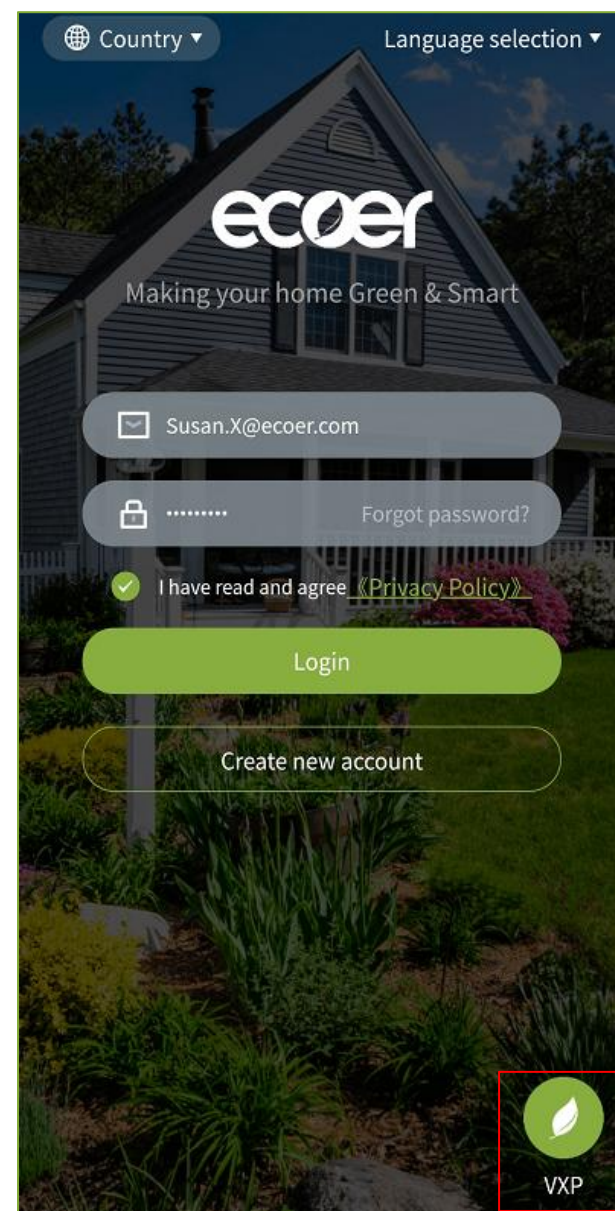 Country
Language selection
ecoer
Making your home Green & Smart
Susan.X@ecoer.com
Forgot password?
I have read and agree 《Privacy Policy》
Login
Create new account
VXP